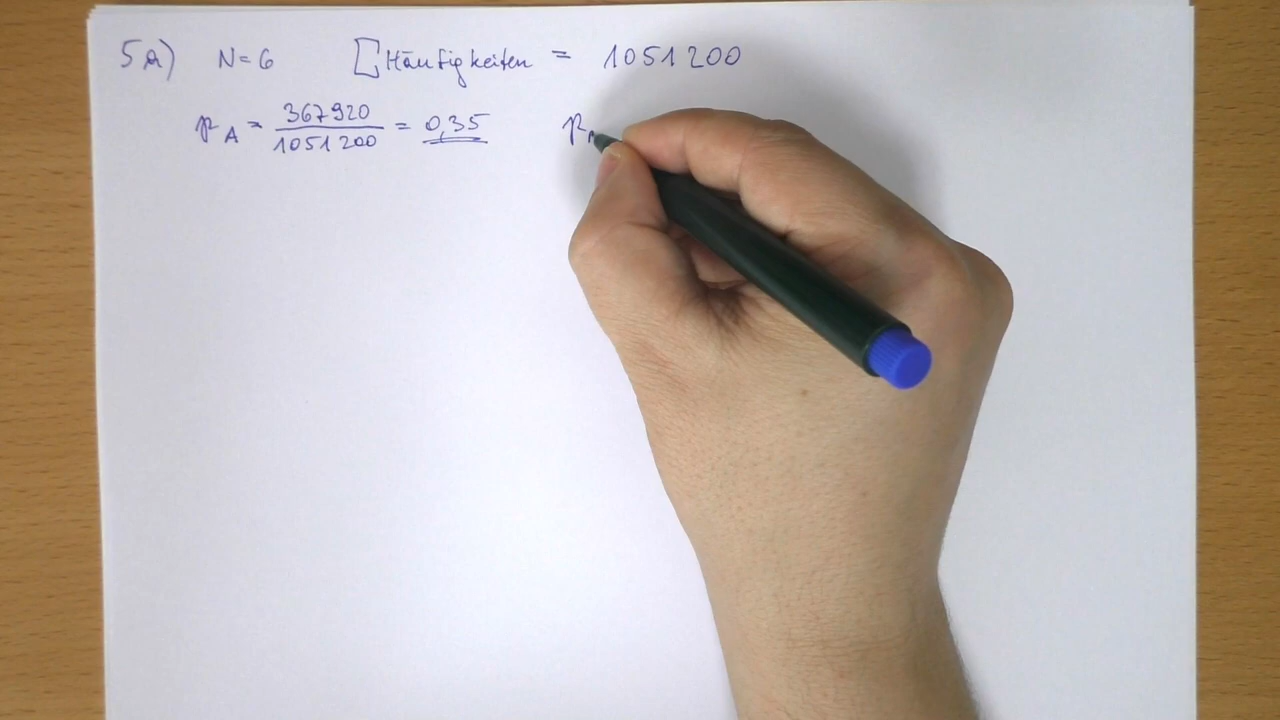 5a) N=6 ∑Häufigkeiten = 1051200
p_A = 367920/1051200 = 0,35 p